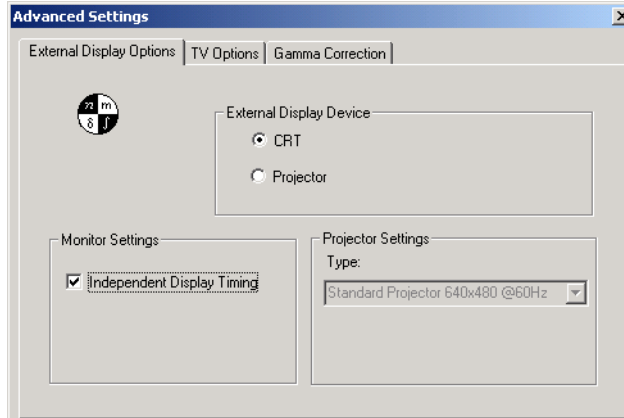 Advanced Settings
External Display Options TV Options Gamma Correction
n m
δ ∫
External Display Device
CRT
Projector
Monitor Settings
Independent Display Timing
Projector Settings
Type:
Standard Projector 640x480 @60Hz